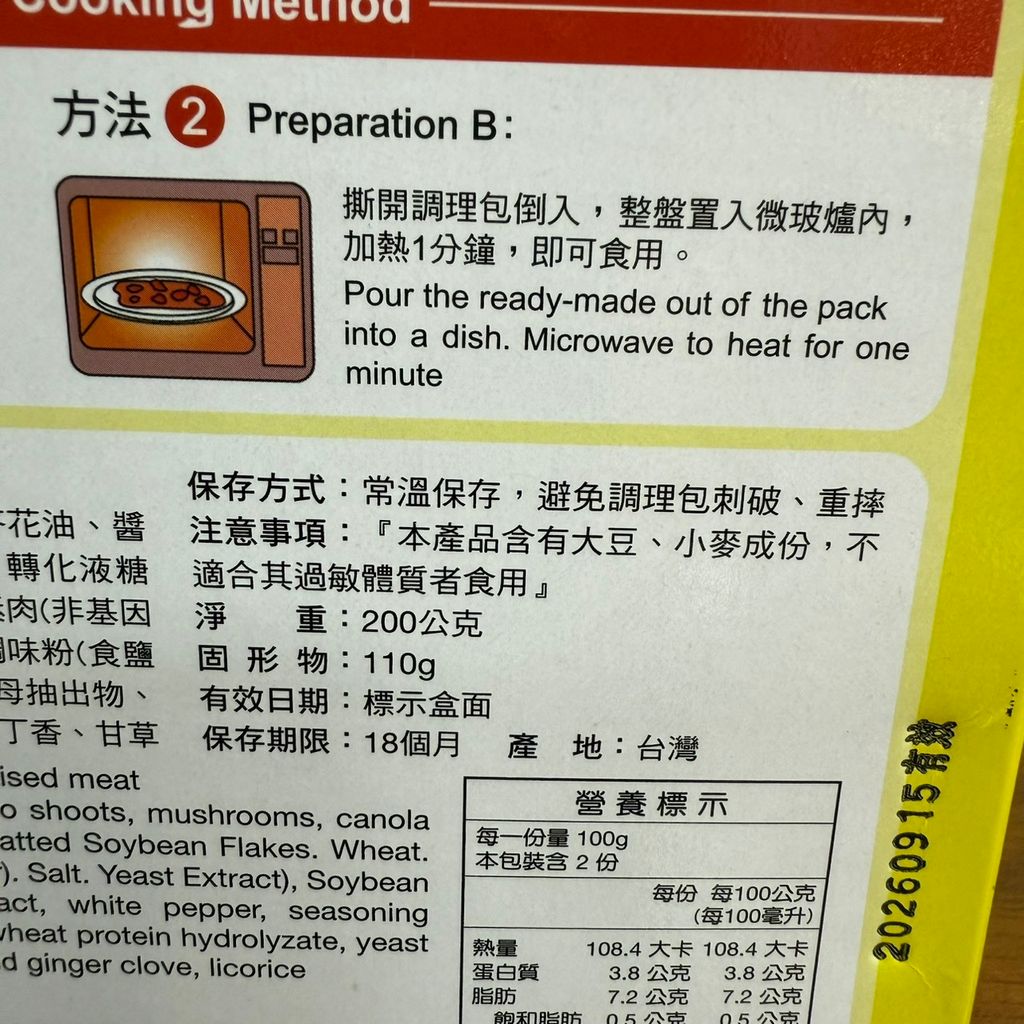 Cooking Method
方法 2 Preparation B:
撕開調理包倒入，整盤置入微玻爐內，
加熱1分鐘，即可食用。
Pour the ready-made out of the pack
into a dish. Microwave to heat for one
minute
花油、醬
轉化液糖
肉(非基因
味粉(食鹽
母抽出物、
丁香、甘草
ised meat
o shoots, mushrooms, canola
atted Soybean Flakes. Wheat.
). Salt. Yeast Extract), Soybean
act, white pepper, seasoning
wheat protein hydrolyzate, yeast
d ginger clove, licorice
保存方式：常溫保存，避免調理包刺破、重摔
注意事項：『本產品含有大豆、小麥成份，不
適合其過敏體質者食用』
淨 重：200公克
固 形 物：110g
有效日期：標示盒面
保存期限：18個月 產 地：台灣
營養標示
每一份量 100g
本包裝含 2 份
每份 每100公克
(每100毫升)
熱量 108.4 大卡 108.4 大卡
蛋白質 3.8 公克 3.8 公克
脂肪 7.2 公克 7.2 公克
飽和脂肪 0.5 公克 0.5 公克
20260915有效